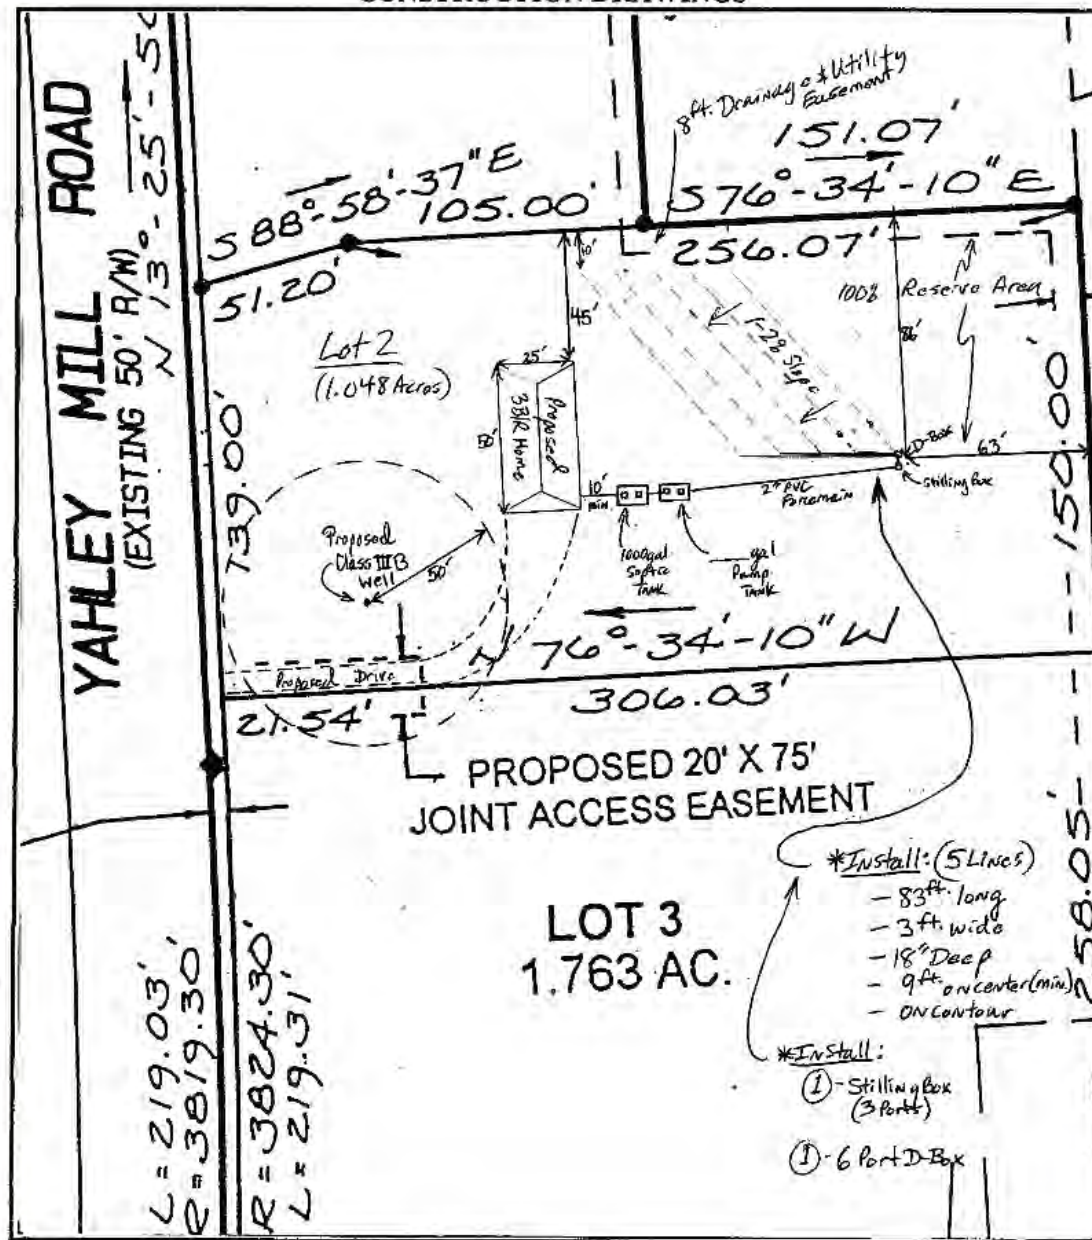 YAHLEY MILL ROAD
(EXISTING 50' R/W)
N 13°-25'-5
739.00'
S 88°-58'-37" E
105.00'
51.20'
8ft. Drainage & Utility
Easement
151.07'
S 76°-34'-10" E
256.07'
10'
45'
100% Reserve Area
86'
1-2% Slope
Lot 2
(1.048 Acres)
25'
50'
Proposed
3BR Home
D-Box
63'
Stilling Box
10'
min.
2" PVC
Forcemain
1000gal
Septic
Tank
gal
Pump
Tank
Proposed
Class III B
Well
50'
150.00'
N 76°-34'-10" W
Proposed Drive
21.54'
306.03'
PROPOSED 20' X 75'
JOINT ACCESS EASEMENT
LOT 3
1.763 AC.
*Install: (5 Lines)
- 83ft. long
- 3ft. wide
- 18" Deep
- 9ft. on center (min.)
- on contour
258.05'
*Install:
① - Stilling Box
(3 Ports)
① - 6 Port D-Box
L = 219.03'
R = 3819.30'
R = 3824.30'
L = 219.31'